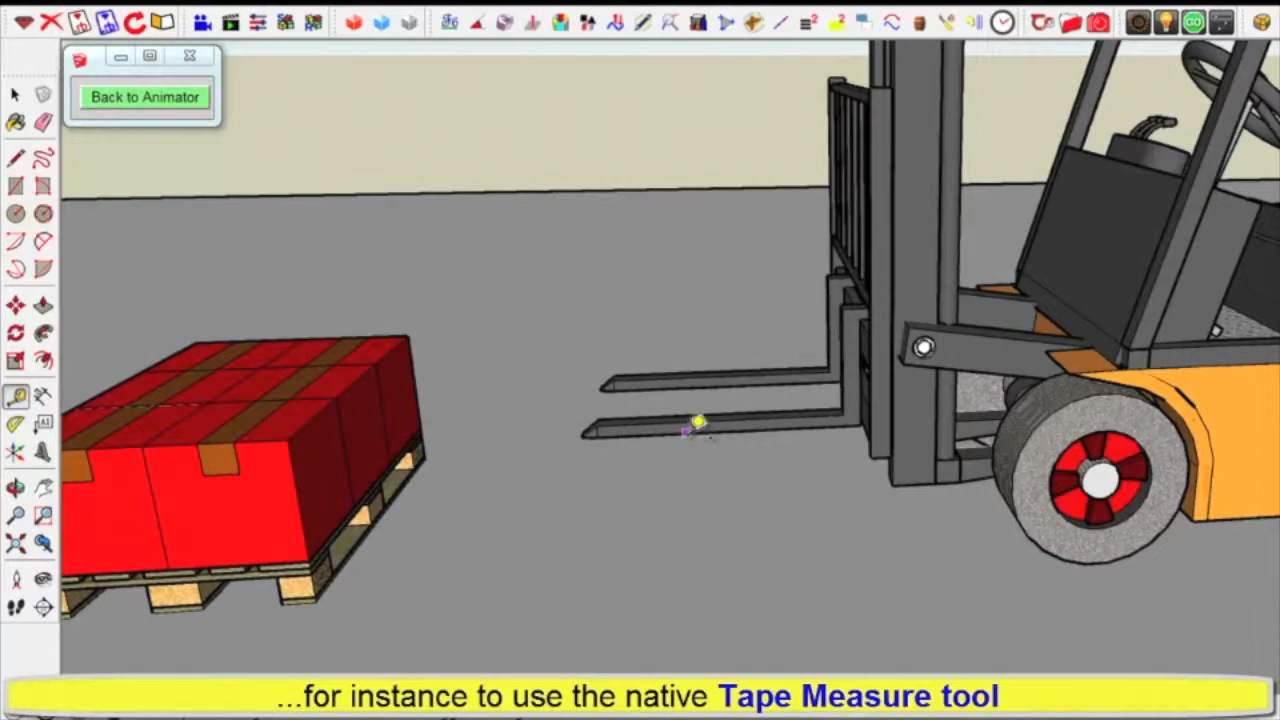 Back to Animator
...for instance to use the native Tape Measure tool